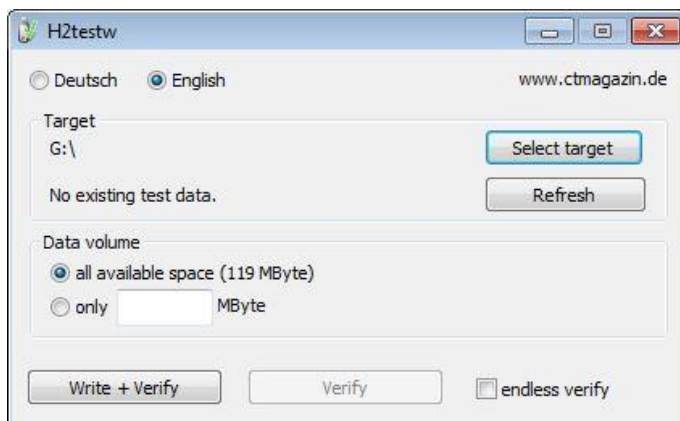 H2testw
Deutsch English www.ctmagazin.de
Target
G:\ Select target
No existing test data. Refresh
Data volume
all available space (119 MByte)
only MByte
Write + Verify Verify endless verify